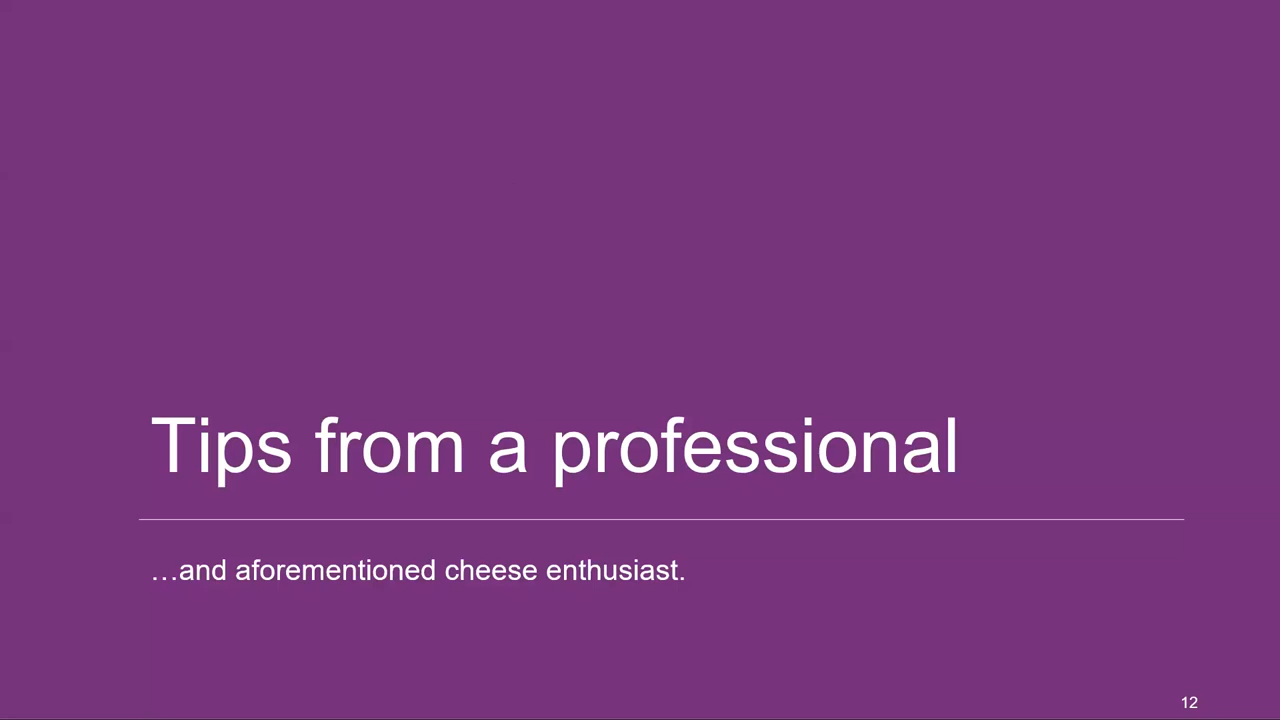 Tips from a professional
…and aforementioned cheese enthusiast.
12